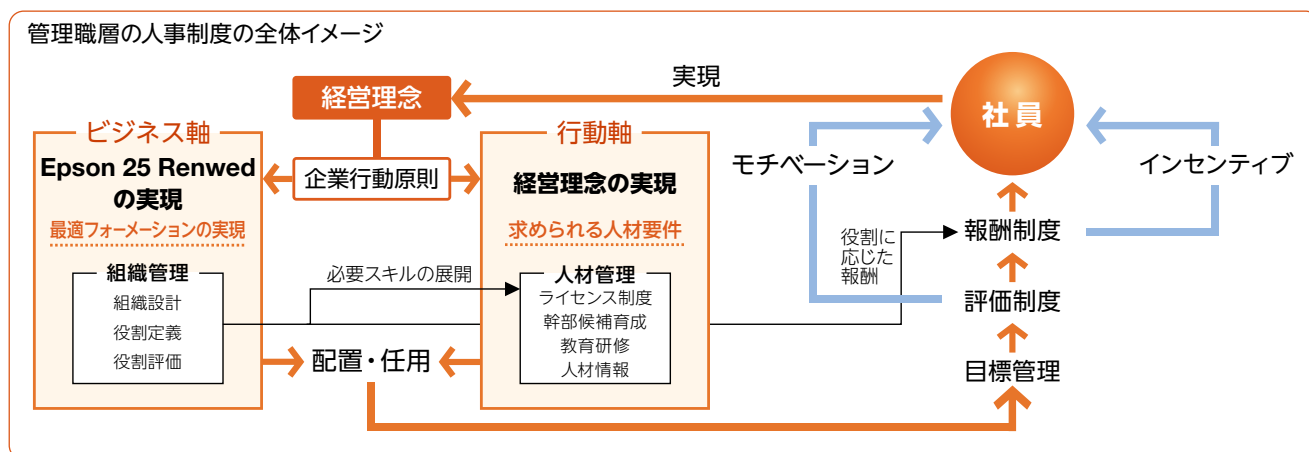 管理職層の人事制度の全体イメージ
経営理念
実現
社員
ビジネス軸
Epson 25 Renwed
の実現
最適フォーメーションの実現
組織管理
組織設計
役割定義
役割評価
企業行動原則
行動軸
経営理念の実現
求められる人材要件
必要スキルの展開
人材管理
ライセンス制度
幹部候補育成
教育研修
人材情報
配置・任用
モチベーション
インセンティブ
役割に
応じた
報酬
報酬制度
評価制度
目標管理